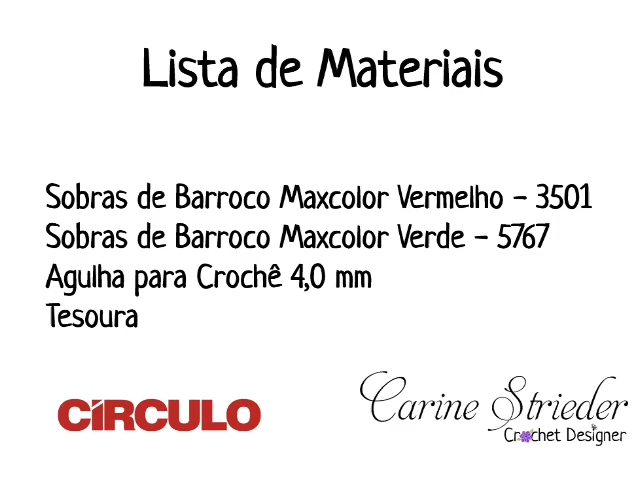 Lista de Materiais
Sobras de Barroco Maxcolor Vermelho - 3501
Sobras de Barroco Maxcolor Verde - 5767
Agulha para Crochê 4,0 mm
Tesoura
CÍRCULO
Carine Strieder
Crochet Designer